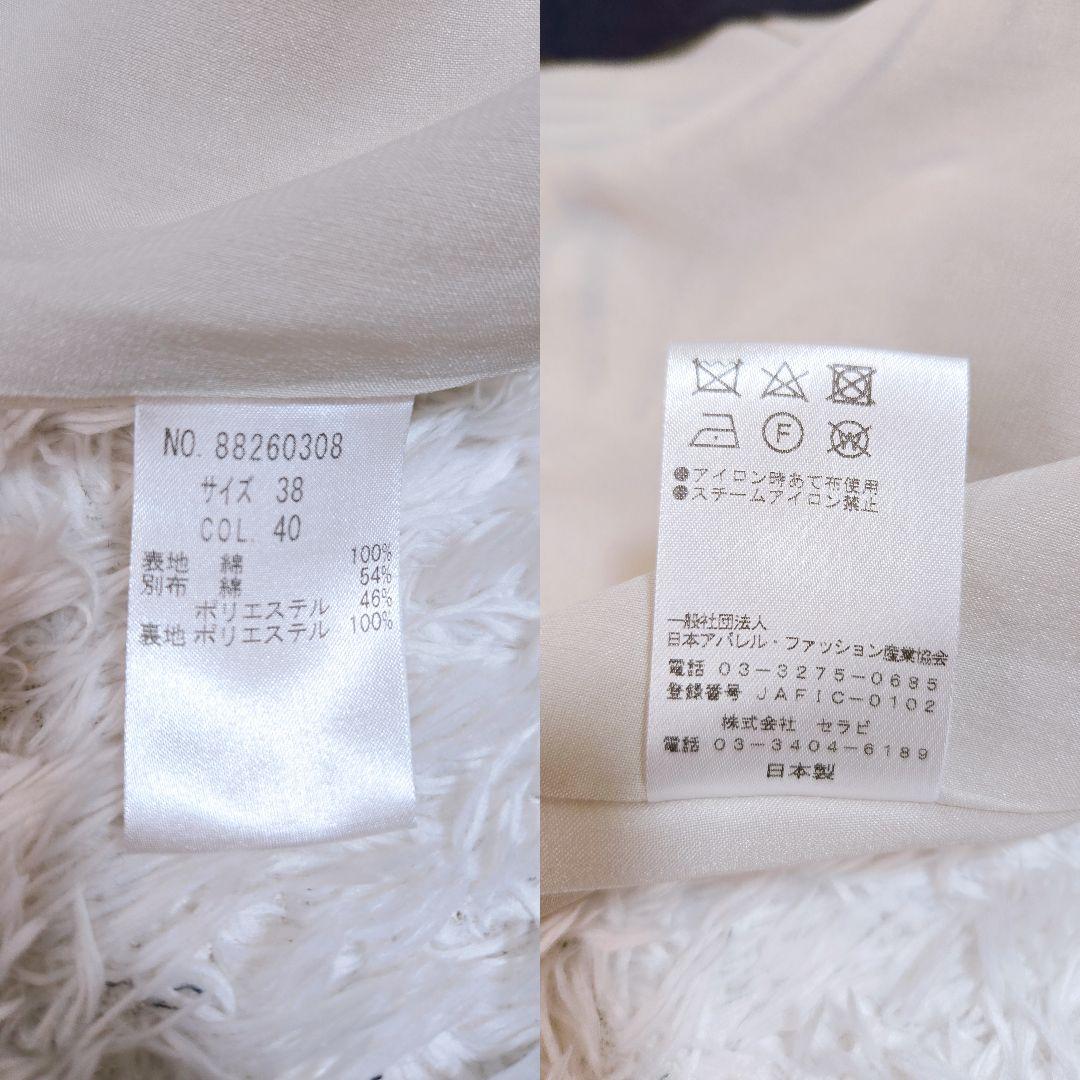 NO. 88260308
サイズ 38
COL. 40
表地 綿 100%
別布 綿 54%
ポリエステル 46%
裏地 ポリエステル 100%
F
W
●アイロン時あて布使用
●スチームアイロン禁止
一般社団法人
日本アパレル・ファッション産業協会
電話 03-3275-0685
登録番号 JAFIC-0102
株式会社 セラビ
電話 03-3404-6189
日本製